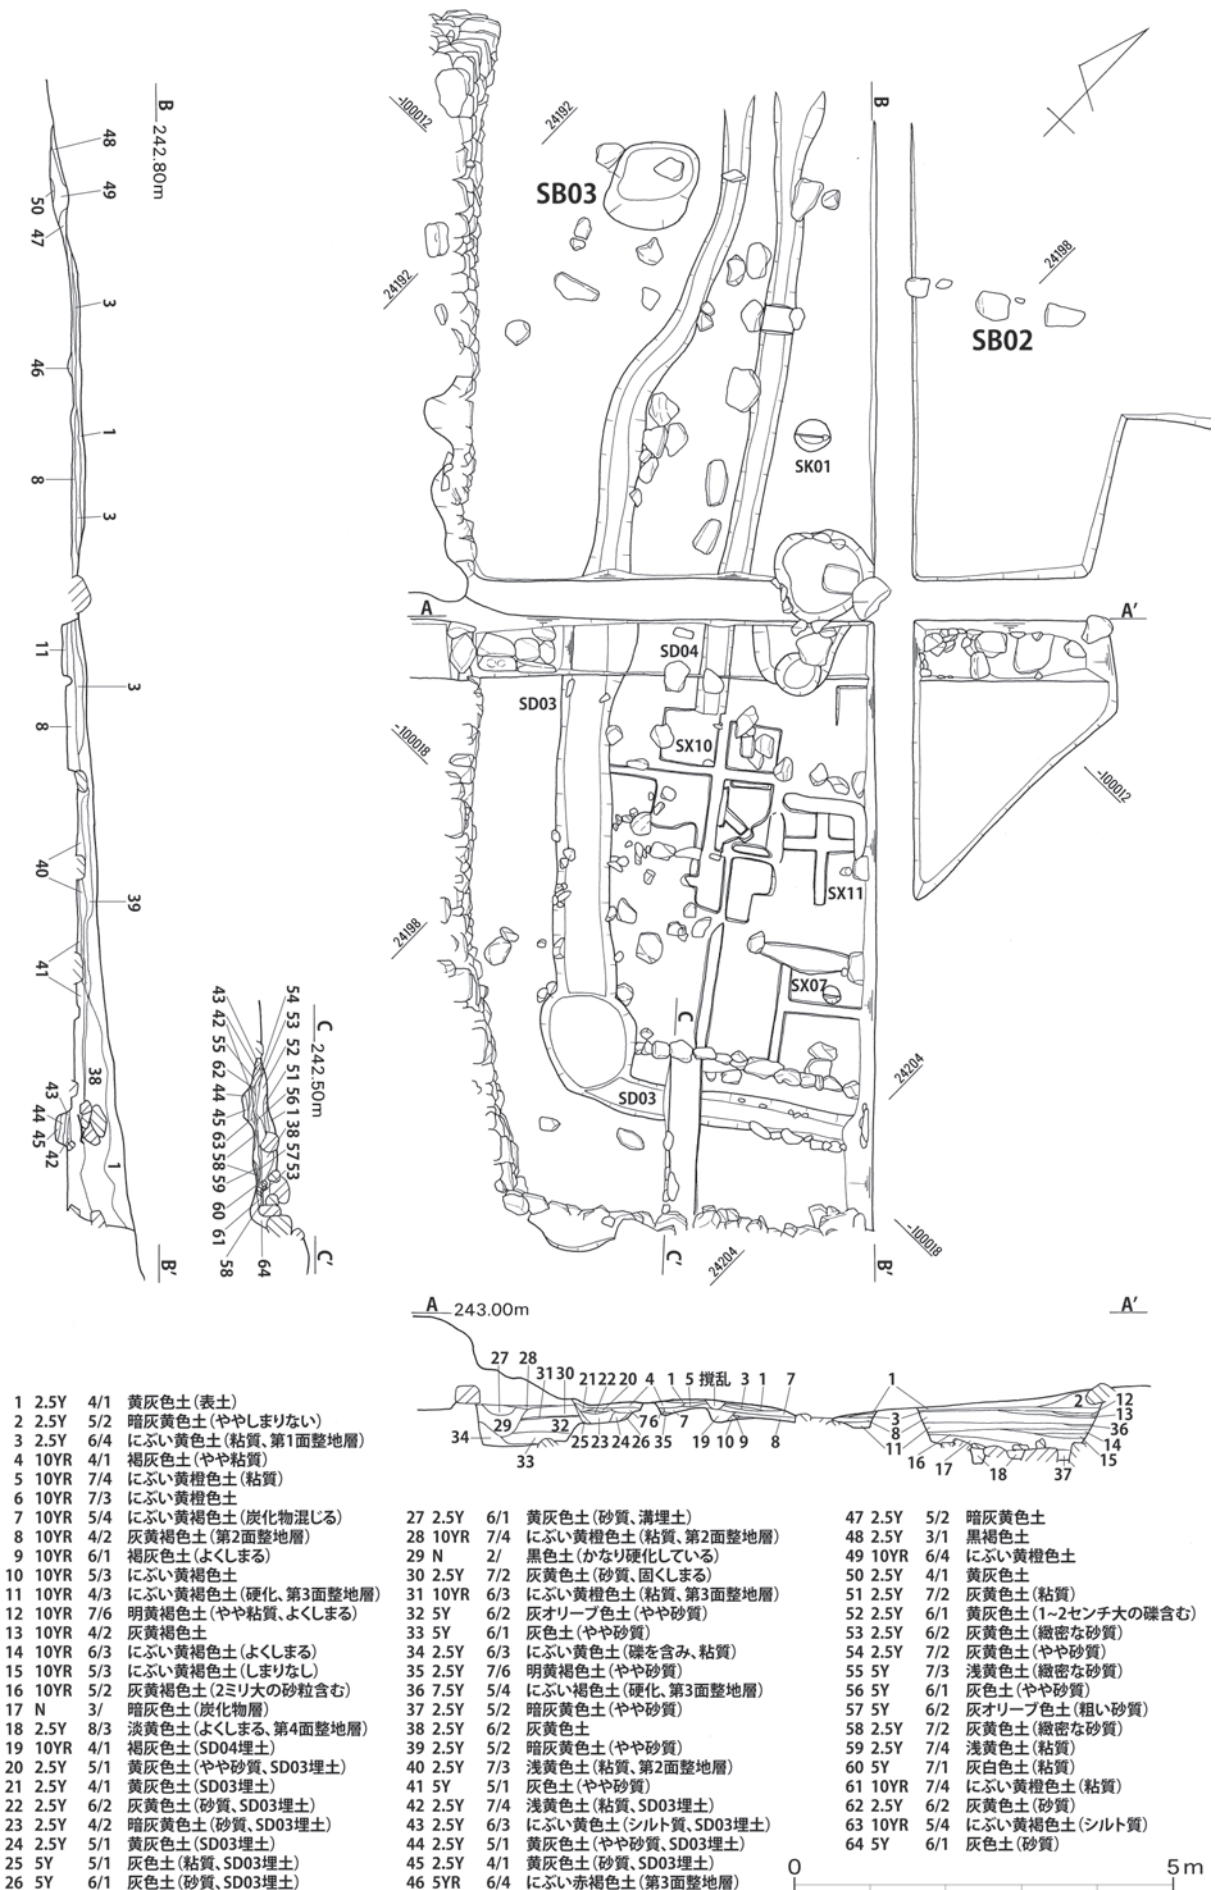 B 242.80m
48
49
50
47
3
46
1
8
3
11
3
8
40
39
41
38
43
44
45
42
1
B'
43
42
55
62
44
45
63
58
59
60
61
58
54
53
52
51
56
1
38
57
53
64
C 242.50m
C'
-100012
24192
SB03
B
24192
24198
SB02
SK01
A
A'
SD04
SD03
SX10
-100018
-100012
SX11
24198
SX07
C
24204
SD03
-100018
C'
24204
B'
A 243.00m
A'
27 28 31 30 21 22 20 4 1 5 撹乱 3 1 7 1 2 12
29 32 76 7 3 13
34 25 23 24 26 35 19 10 9 8 8 36
33 11 14
16 17 18 37 15
1 2.5Y 4/1 黄灰色土(表土)
2 2.5Y 5/2 暗灰黄色土(ややしまりない)
3 2.5Y 6/4 にぶい黄色土(粘質、第1面整地層)
4 10YR 4/1 褐灰色土(やや粘質)
5 10YR 7/4 にぶい黄橙色土(粘質)
6 10YR 7/3 にぶい黄橙色土
7 10YR 5/4 にぶい黄褐色土(炭化物混じる)
8 10YR 4/2 灰黄褐色土(第2面整地層)
9 10YR 6/1 褐灰色土(よくしまる)
10 10YR 5/3 にぶい黄褐色土
11 10YR 4/3 にぶい黄褐色土(硬化、第3面整地層)
12 10YR 7/6 明黄褐色土(やや粘質、よくしまる)
13 10YR 4/2 灰黄褐色土
14 10YR 6/3 にぶい黄褐色土(よくしまる)
15 10YR 5/3 にぶい黄褐色土(しまりなし)
16 10YR 5/2 灰黄褐色土(2ミリ大の砂粒含む)
17 N 3/ 暗灰色土(炭化物層)
18 2.5Y 8/3 淡黄色土(よくしまる、第4面整地層)
19 10YR 4/1 褐灰色土(SD04埋土)
20 2.5Y 5/1 黄灰色土(やや砂質、SD03埋土)
21 2.5Y 4/1 黄灰色土(SD03埋土)
22 2.5Y 6/2 灰黄色土(砂質、SD03埋土)
23 2.5Y 4/2 暗灰黄色土(砂質、SD03埋土)
24 2.5Y 5/1 黄灰色土(SD03埋土)
25 5Y 5/1 灰色土(粘質、SD03埋土)
26 5Y 6/1 灰色土(砂質、SD03埋土)
27 2.5Y 6/1 黄灰色土(砂質、溝埋土)
28 10YR 7/4 にぶい黄橙色土(粘質、第2面整地層)
29 N 2/ 黒色土(かなり硬化している)
30 2.5Y 7/2 灰黄色土(砂質、固くしまる)
31 10YR 6/3 にぶい黄橙色土(粘質、第3面整地層)
32 5Y 6/2 灰オリーブ色土(やや砂質)
33 5Y 6/1 灰色土(やや砂質)
34 2.5Y 6/3 にぶい黄色土(礫を含み、粘質)
35 2.5Y 7/6 明黄褐色土(やや砂質)
36 7.5Y 5/4 にぶい褐色土(硬化、第3面整地層)
37 2.5Y 5/2 暗灰黄色土(やや砂質)
38 2.5Y 6/2 灰黄色土
39 2.5Y 5/2 暗灰黄色土(やや砂質)
40 2.5Y 7/3 浅黄色土(粘質、第2面整地層)
41 5Y 5/1 灰色土(やや砂質)
42 2.5Y 7/4 浅黄色土(粘質、SD03埋土)
43 2.5Y 6/3 にぶい黄色土(シルト質、SD03埋土)
44 2.5Y 5/1 黄灰色土(やや砂質、SD03埋土)
45 2.5Y 4/1 黄灰色土(砂質、SD03埋土)
46 5YR 6/4 にぶい赤褐色土(第3面整地層)
47 2.5Y 5/2 暗灰黄色土
48 2.5Y 3/1 黒褐色土
49 10YR 6/4 にぶい黄橙色土
50 2.5Y 4/1 黄灰色土
51 2.5Y 7/2 灰黄色土(粘質)
52 2.5Y 6/1 黄灰色土(1~2センチ大の礫含む)
53 2.5Y 6/2 灰黄色土(緻密な砂質)
54 2.5Y 7/2 灰黄色土(やや砂質)
55 5Y 7/3 浅黄色土(緻密な砂質)
56 5Y 6/1 灰色土(やや砂質)
57 5Y 6/2 灰オリーブ色土(粗い砂質)
58 2.5Y 7/2 灰黄色土(緻密な砂質)
59 2.5Y 7/4 浅黄色土(粘質)
60 5Y 7/1 灰白色土(粘質)
61 10YR 7/4 にぶい黄橙色土(粘質)
62 2.5Y 6/2 灰黄色土(砂質)
63 10YR 5/4 にぶい黄褐色土(シルト質)
64 5Y 6/1 灰色土(砂質)
0 5m